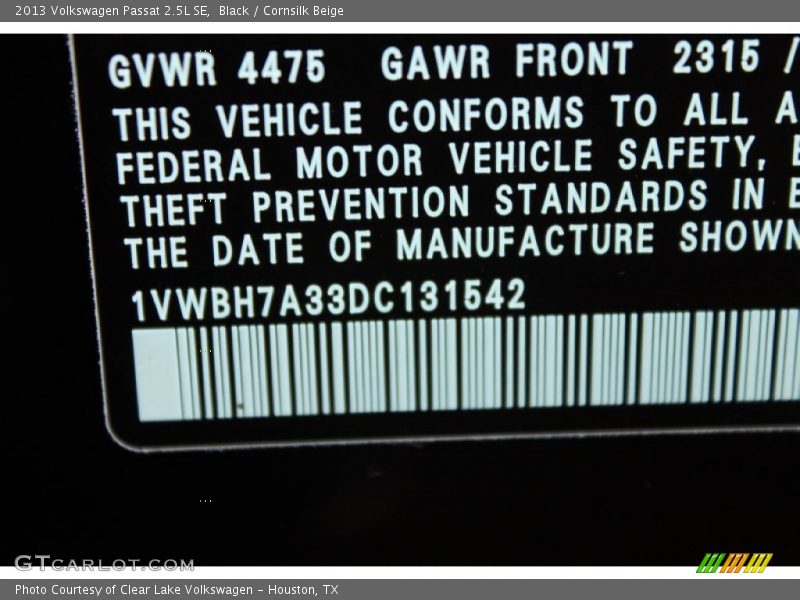 2013 Volkswagen Passat 2.5L SE, Black / Cornsilk Beige
GVWR 4475 GAWR FRONT 2315 /
THIS VEHICLE CONFORMS TO ALL A
FEDERAL MOTOR VEHICLE SAFETY, 
THEFT PREVENTION STANDARDS IN E
THE DATE OF MANUFACTURE SHOWN
1VWBH7A33DC131542
GTCARLOT.COM
Photo Courtesy of Clear Lake Volkswagen – Houston, TX